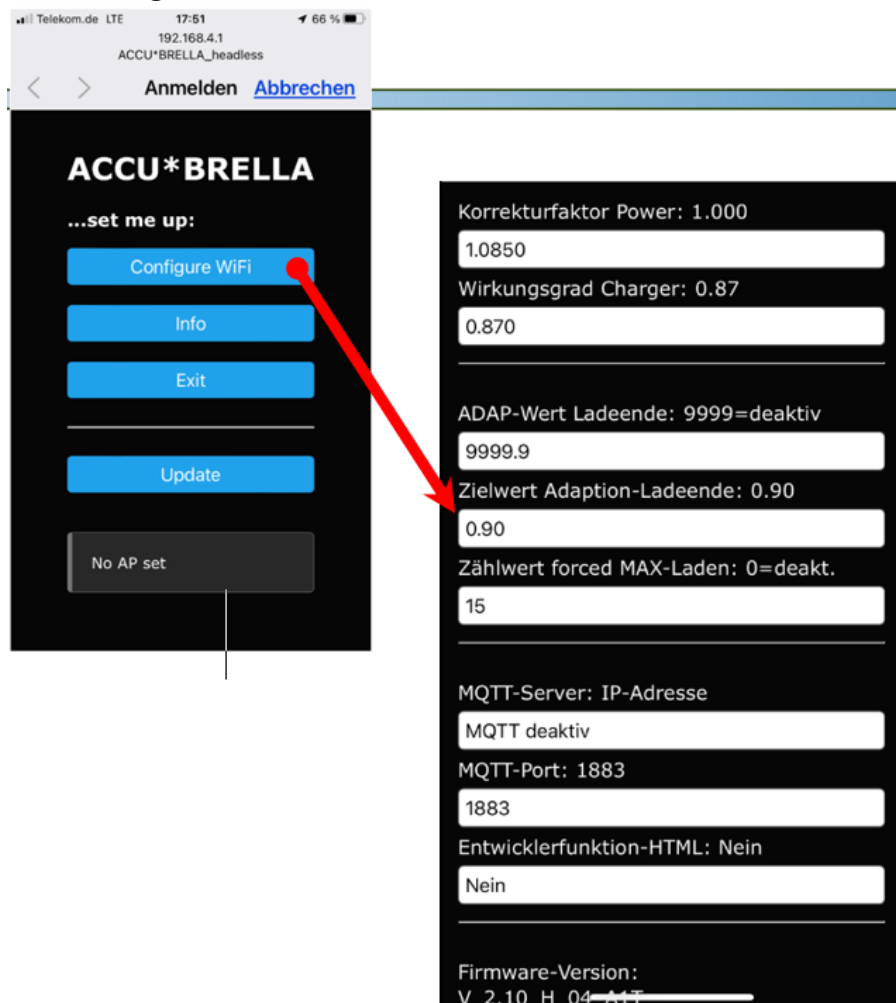 Telekom.de LTE 17:51 66 %
192.168.4.1
ACCU*BRELLA_headless
Anmelden Abbrechen
ACCU*BRELLA
...set me up:
Configure WiFi
Info
Exit
Update
No AP set
Korrekturfaktor Power: 1.000
1.0850
Wirkungsgrad Charger: 0.87
0.870
ADAP-Wert Ladeende: 9999=deaktiv
9999.9
Zielwert Adaption-Ladeende: 0.90
0.90
Zählwert forced MAX-Laden: 0=deakt.
15
MQTT-Server: IP-Adresse
MQTT deaktiv
MQTT-Port: 1883
1883
Entwicklerfunktion-HTML: Nein
Nein
Firmware-Version:
V 2.10 H 04